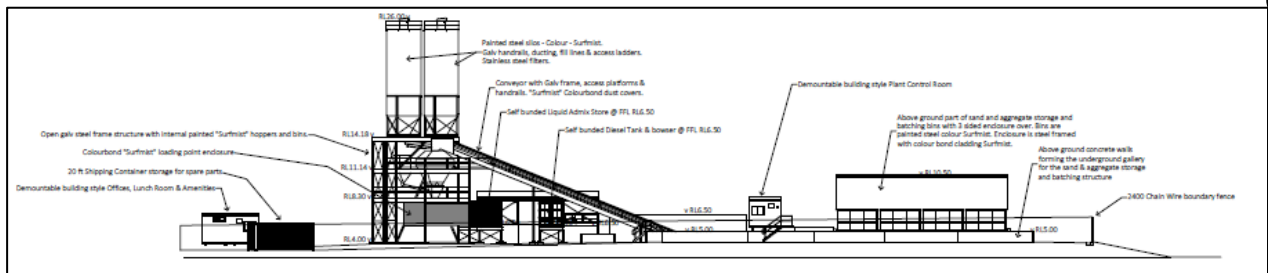 RL26.00 v
Painted steel silos - Colour - Surfmist.
Galv handrails, ducting, fill lines & access ladders.
Stainless steel filters.
Conveyor with Galv frame, access platforms &
handrails. "Surfmist" Colourbond dust covers.
Self bunded Liquid Admix Store @ FFL RL6.50
Self bunded Diesel Tank & bowser @ FFL RL6.50
Demountable building style Plant Control Room
Above ground part of sand and aggregate storage and
batching bins with 3 sided enclosure over. Bins are
painted steel colour Surfmist. Enclosure is steel framed
with colour bond cladding Surfmist.
Above ground concrete walls
forming the underground gallery
for the sand & aggregate storage
and batching structure
2400 Chain Wire boundary fence
Open galv steel frame structure with internal painted "Surfmist" hoppers and bins
Colourbond "Surfmist" loading point enclosure
20 ft Shipping Container storage for spare parts
Demountable building style Offices, Lunch Room & Amenities
RL14.18 v
RL11.14 v
RL8.30 v
RL4.00 v
v RL10.50
v RL6.50
v RL5.00
v RL5.00